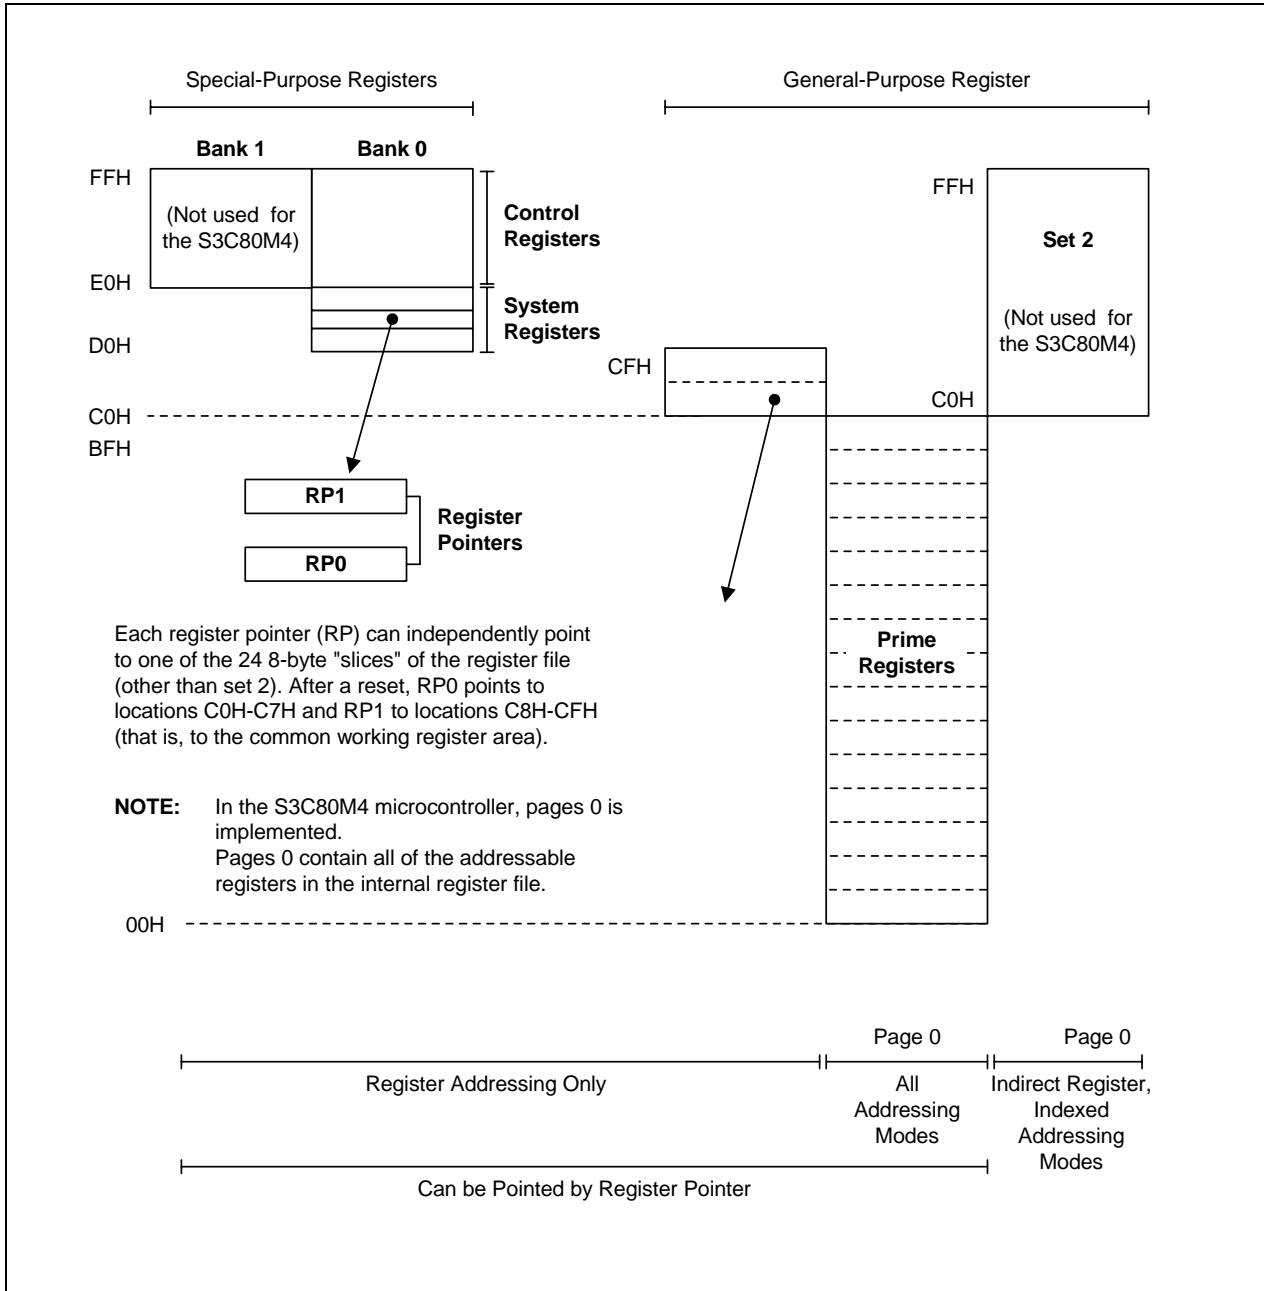 Special-Purpose Registers
General-Purpose Register
Bank 1
Bank 0
FFH
(Not used for
the S3C80M4)
Control
Registers
FFH
Set 2
(Not used for
the S3C80M4)
E0H
System
Registers
D0H
CFH
C0H
C0H
BFH
RP1
RP0
Register
Pointers
Prime
Registers
Each register pointer (RP) can independently point
to one of the 24 8-byte "slices" of the register file
(other than set 2). After a reset, RP0 points to
locations C0H-C7H and RP1 to locations C8H-CFH
(that is, to the common working register area).
NOTE: In the S3C80M4 microcontroller, pages 0 is
implemented.
Pages 0 contain all of the addressable
registers in the internal register file.
00H
Page 0
Page 0
Register Addressing Only
All
Addressing
Modes
Indirect Register,
Indexed
Addressing
Modes
Can be Pointed by Register Pointer